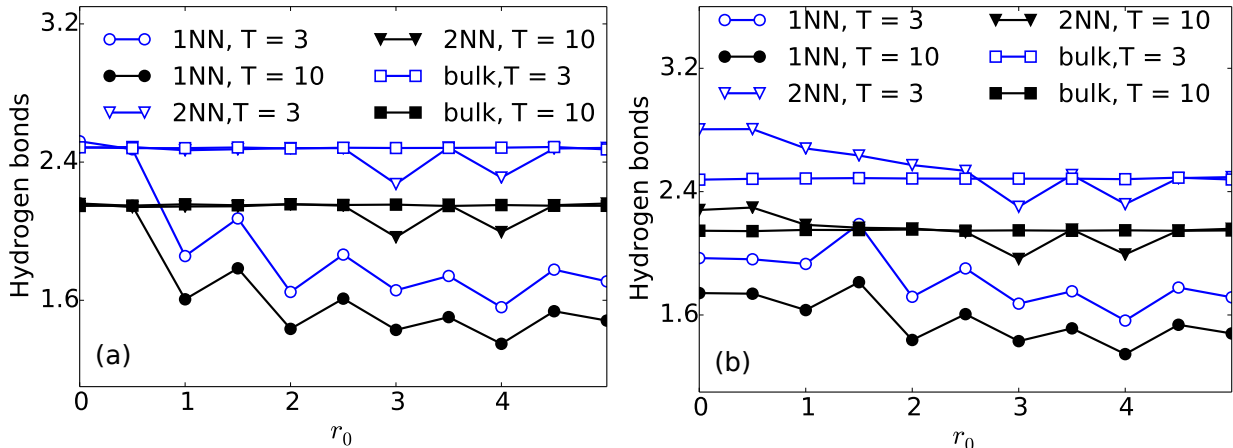 3.2
2.4
1.6
Hydrogen bonds
1NN, T = 3
1NN, T = 10
2NN,T = 3
2NN, T = 10
bulk,T = 3
bulk, T = 10
(a)
0 1 2 3 4
r0
3.2
2.4
1.6
Hydrogen bonds
1NN, T = 3
1NN, T = 10
2NN, T = 3
2NN, T = 10
bulk, T = 3
bulk, T = 10
(b)
0 1 2 3 4
r0